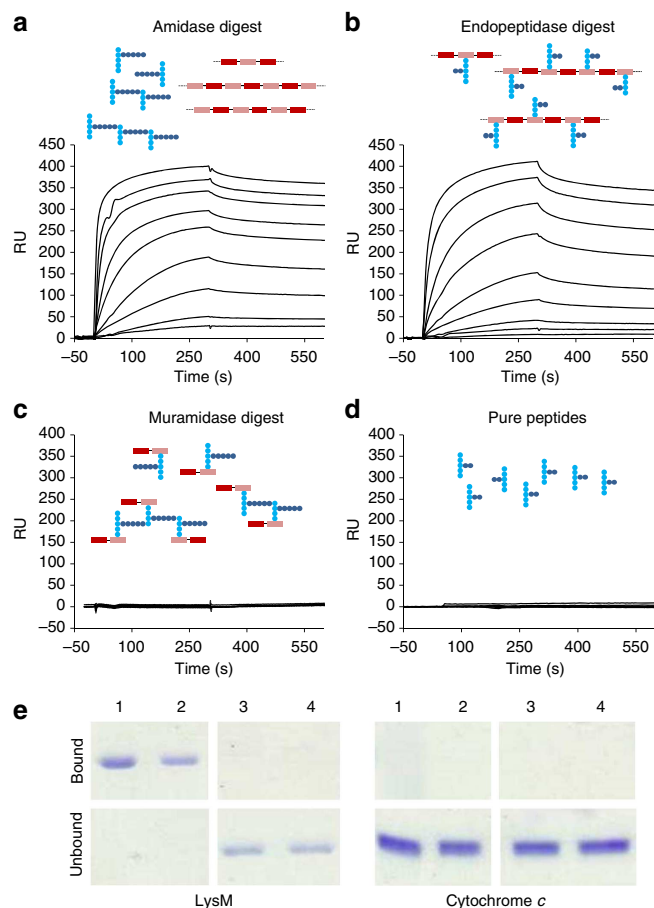 a Amidase digest
450
400
350
300
250
200
150
100
50
0
RU
–50 100 250 400 550
Time (s)
b Endopeptidase digest
450
400
350
300
250
200
150
100
50
0
RU
–50 100 250 400 550
Time (s)
c Muramidase digest
400
350
300
250
200
150
100
50
0
–50
RU
–50 100 250 400 550
Time (s)
d Pure peptides
400
350
300
250
200
150
100
50
0
–50
RU
–50 100 250 400 550
Time (s)
e
1 2 3 4 1 2 3 4
Bound
Unbound
LysM Cytochrome c